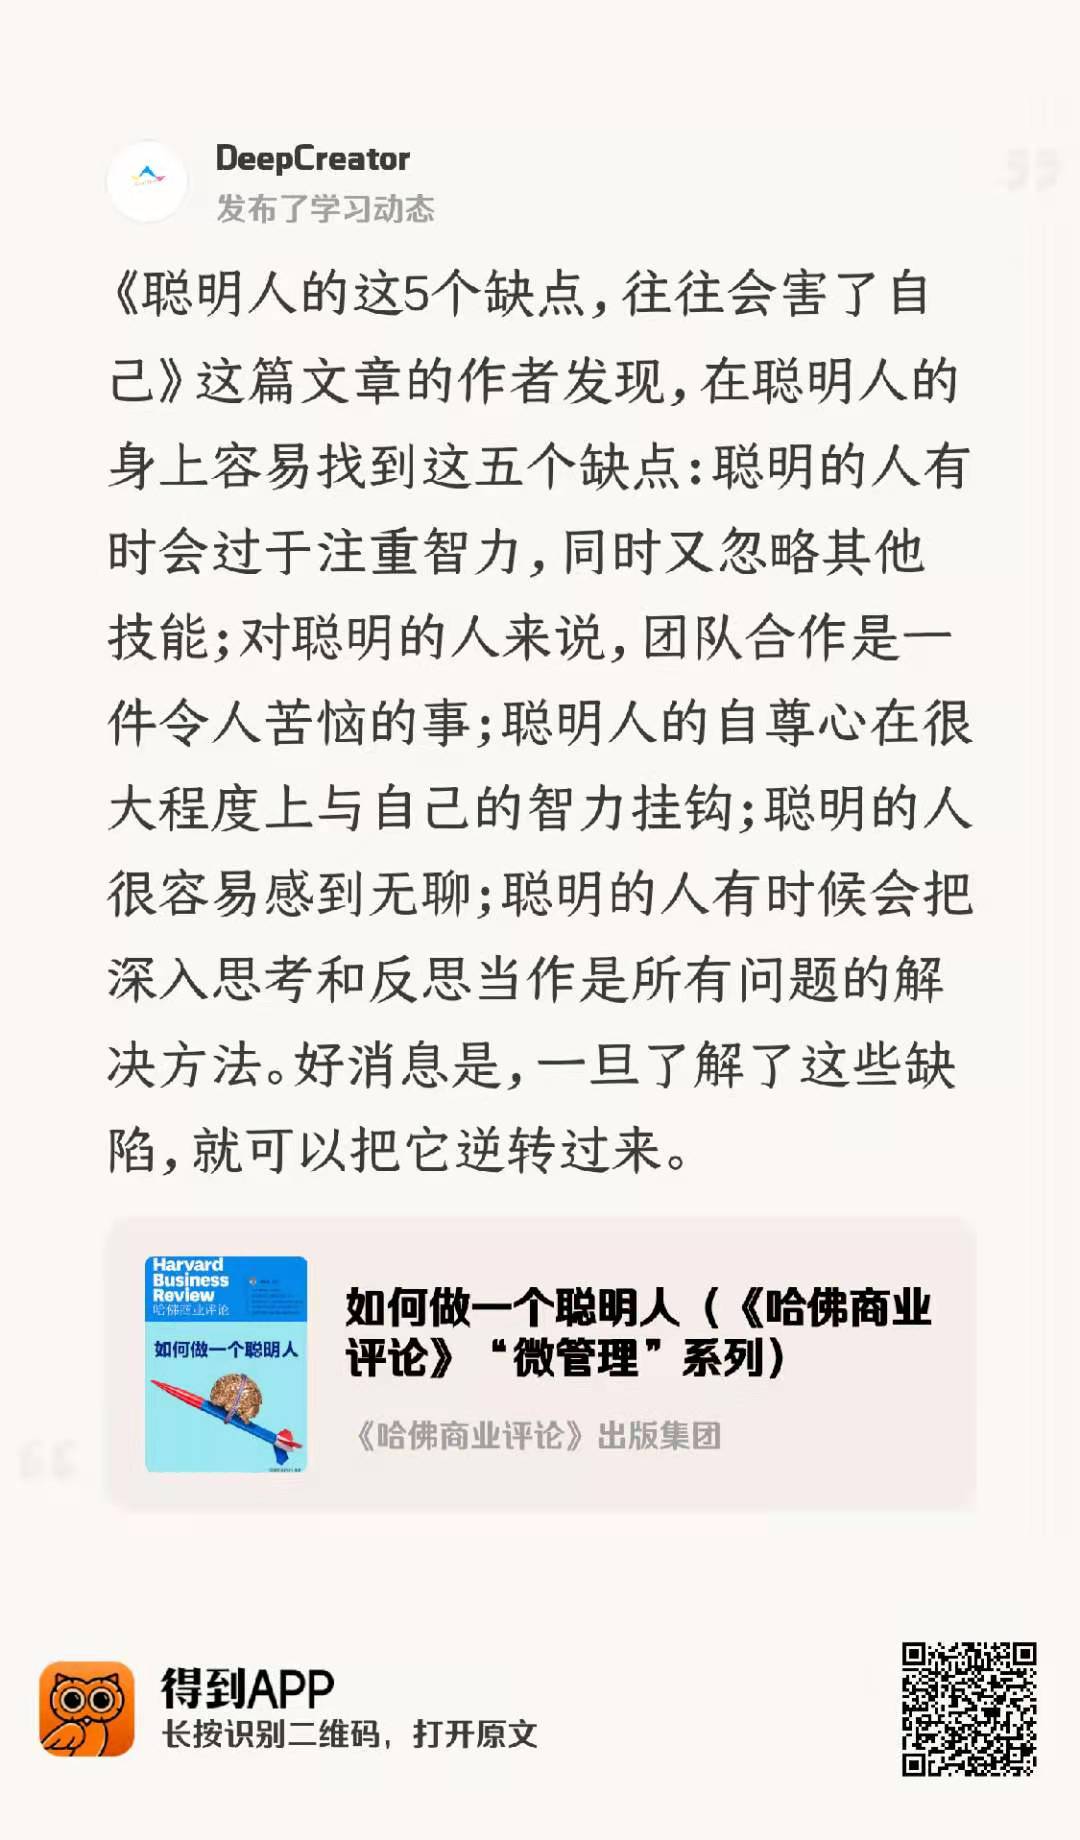 DeepCreator
发布了学习动态
《聪明人的这5个缺点，往往会害了自
己》这篇文章的作者发现，在聪明人的
身上容易找到这五个缺点：聪明的人有
时会过于注重智力，同时又忽略其他
技能；对聪明的人来说，团队合作是一
件令人苦恼的事；聪明人的自尊心在很
大程度上与自己的智力挂钩；聪明的人
很容易感到无聊；聪明的人有时候会把
深入思考和反思当作是所有问题的解
决方法。好消息是，一旦了解了这些缺
陷，就可以把它逆转过来。
Harvard
Business
Review
哈佛商业评论
如何做一个聪明人
如何做一个聪明人（《哈佛商业
评论》“微管理”系列）
《哈佛商业评论》出版集团
得到APP
长按识别二维码，打开原文